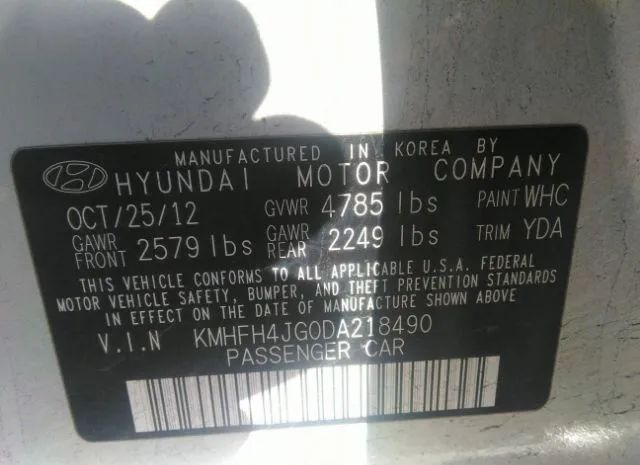 MANUFACTURED IN KOREA BY
HYUNDAI MOTOR COMPANY
OCT/25/12 GVWR 4785 lbs PAINT WHC
GAWR FRONT 2579 lbs GAWR REAR 2249 lbs TRIM YDA
THIS VEHICLE CONFORMS TO ALL APPLICABLE U.S.A. FEDERAL
MOTOR VEHICLE SAFETY, BUMPER, AND THEFT PREVENTION STANDARDS
IN EFFECT ON THE DATE OF MANUFACTURE SHOWN ABOVE
V.I.N KMHFH4JG0DA218490
PASSENGER CAR